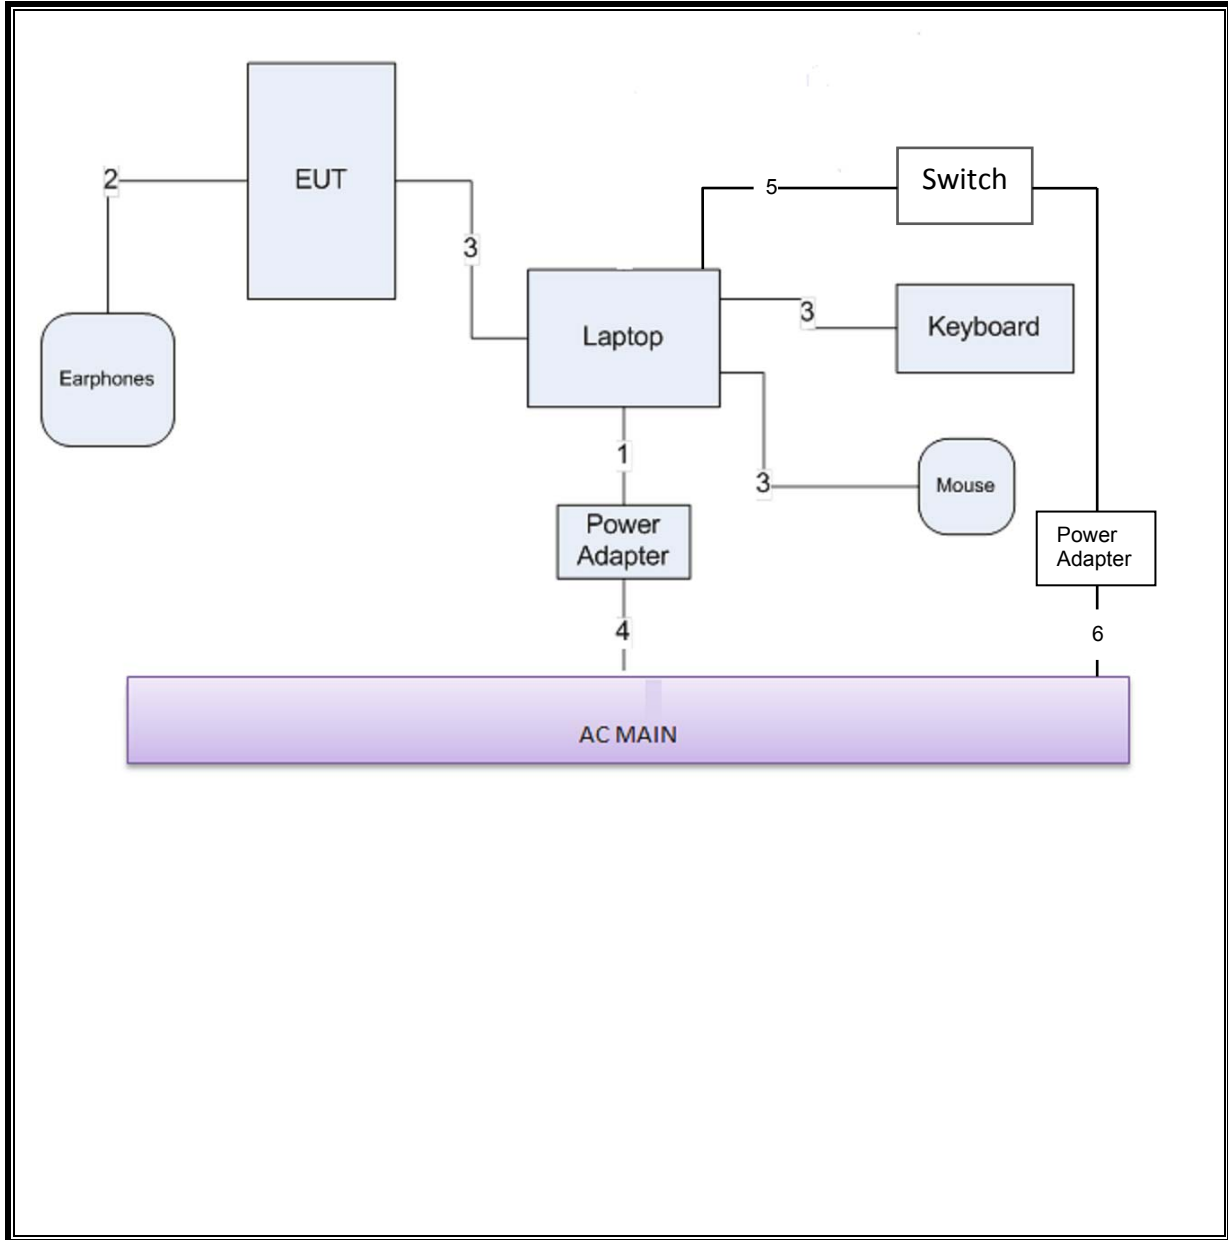 EUT
2
3
Switch
5
Laptop
3
Keyboard
Earphones
1
3
Mouse
Power
Adapter
Power
Adapter
4
6
AC MAIN